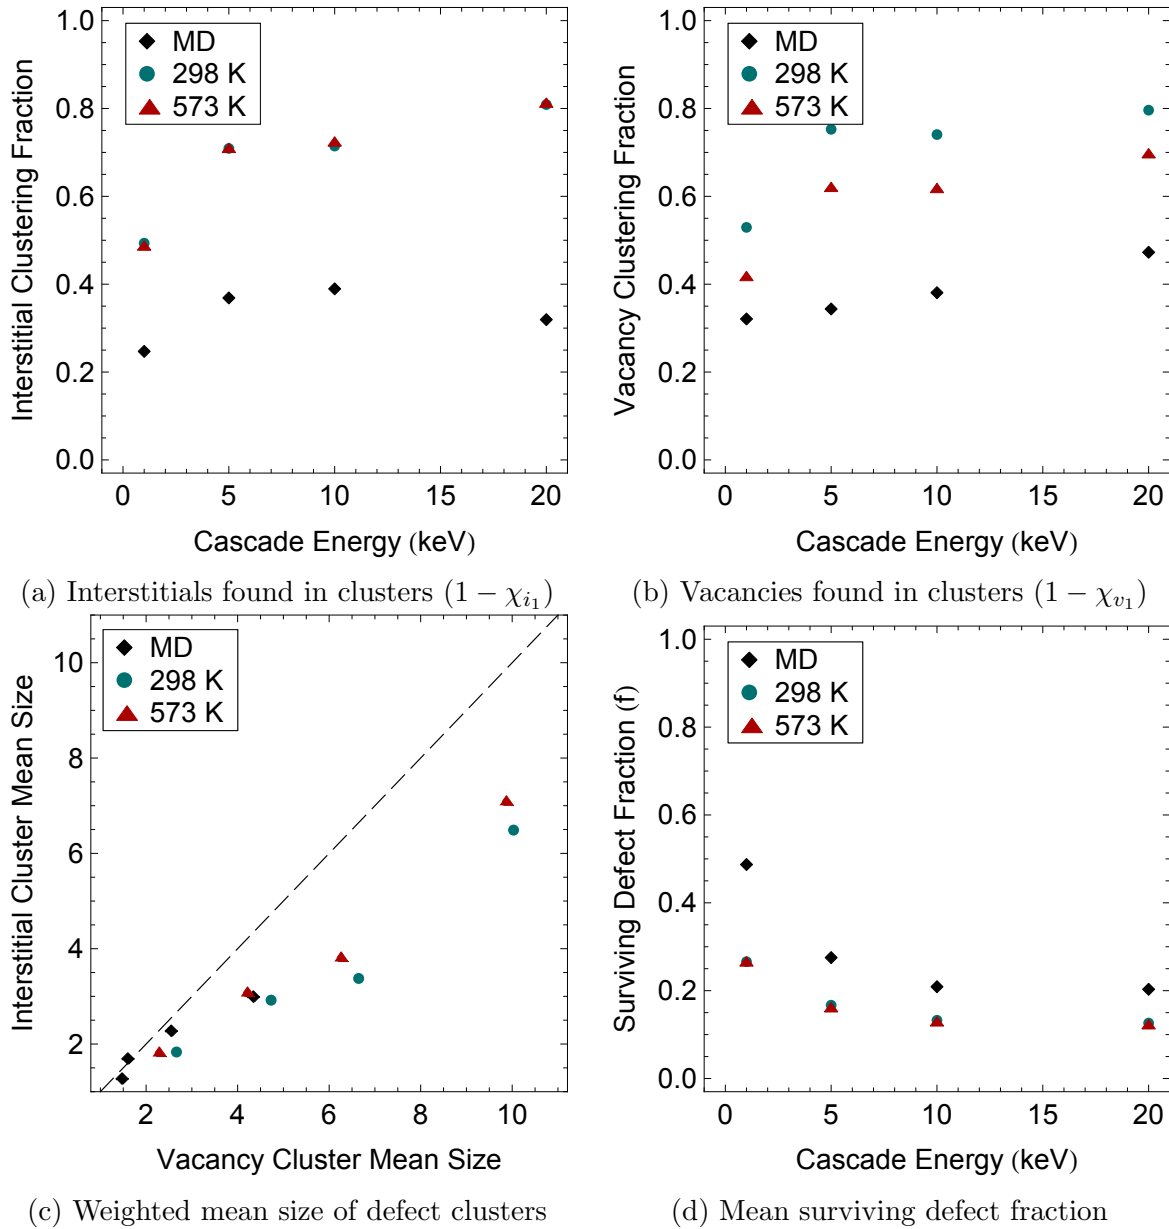 1.0
0.8
0.6
0.4
0.2
0.0
Interstitial Clustering Fraction
MD
298 K
573 K
0 5 10 15 20
Cascade Energy (keV)
(a) Interstitials found in clusters (1 − χi1)
1.0
0.8
0.6
0.4
0.2
0.0
Vacancy Clustering Fraction
MD
298 K
573 K
0 5 10 15 20
Cascade Energy (keV)
(b) Vacancies found in clusters (1 − χv1)
10
8
6
4
2
Interstitial Cluster Mean Size
MD
298 K
573 K
2 4 6 8 10
Vacancy Cluster Mean Size
(c) Weighted mean size of defect clusters
1.0
0.8
0.6
0.4
0.2
0.0
Surviving Defect Fraction (f)
MD
298 K
573 K
0 5 10 15 20
Cascade Energy (keV)
(d) Mean surviving defect fraction